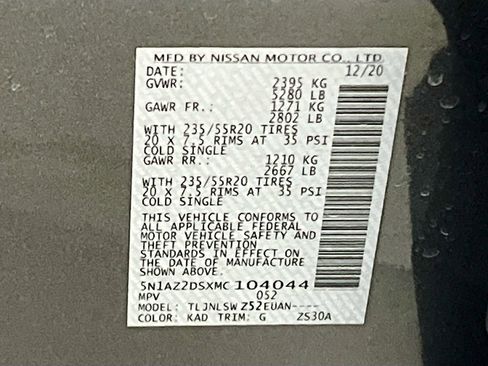 MFD BY NISSAN MOTOR CO., LTD
DATE: 12/20
GVWR: 2395 KG
5280 LB
GAWR FR.: 1271 KG
2802 LB
WITH 235/55R20 TIRES
20 X 7.5 RIMS AT 35 PSI
COLD SINGLE
GAWR RR.: 1210 KG
2667 LB
WITH 235/55R20 TIRES
20 X 7.5 RIMS AT 35 PSI
COLD SINGLE
THIS VEHICLE CONFORMS TO
ALL APPLICABLE FEDERAL
MOTOR VEHICLE SAFETY AND
THEFT PREVENTION
STANDARDS IN EFFECT ON
THE DATE OF MANUFACTURE
SHOWN ABOVE.
5N1AZ2DSXMC104044
MPV 052
MODEL: TLJNLSWZ52EUAN----
COLOR: KAD TRIM: G ZS30A